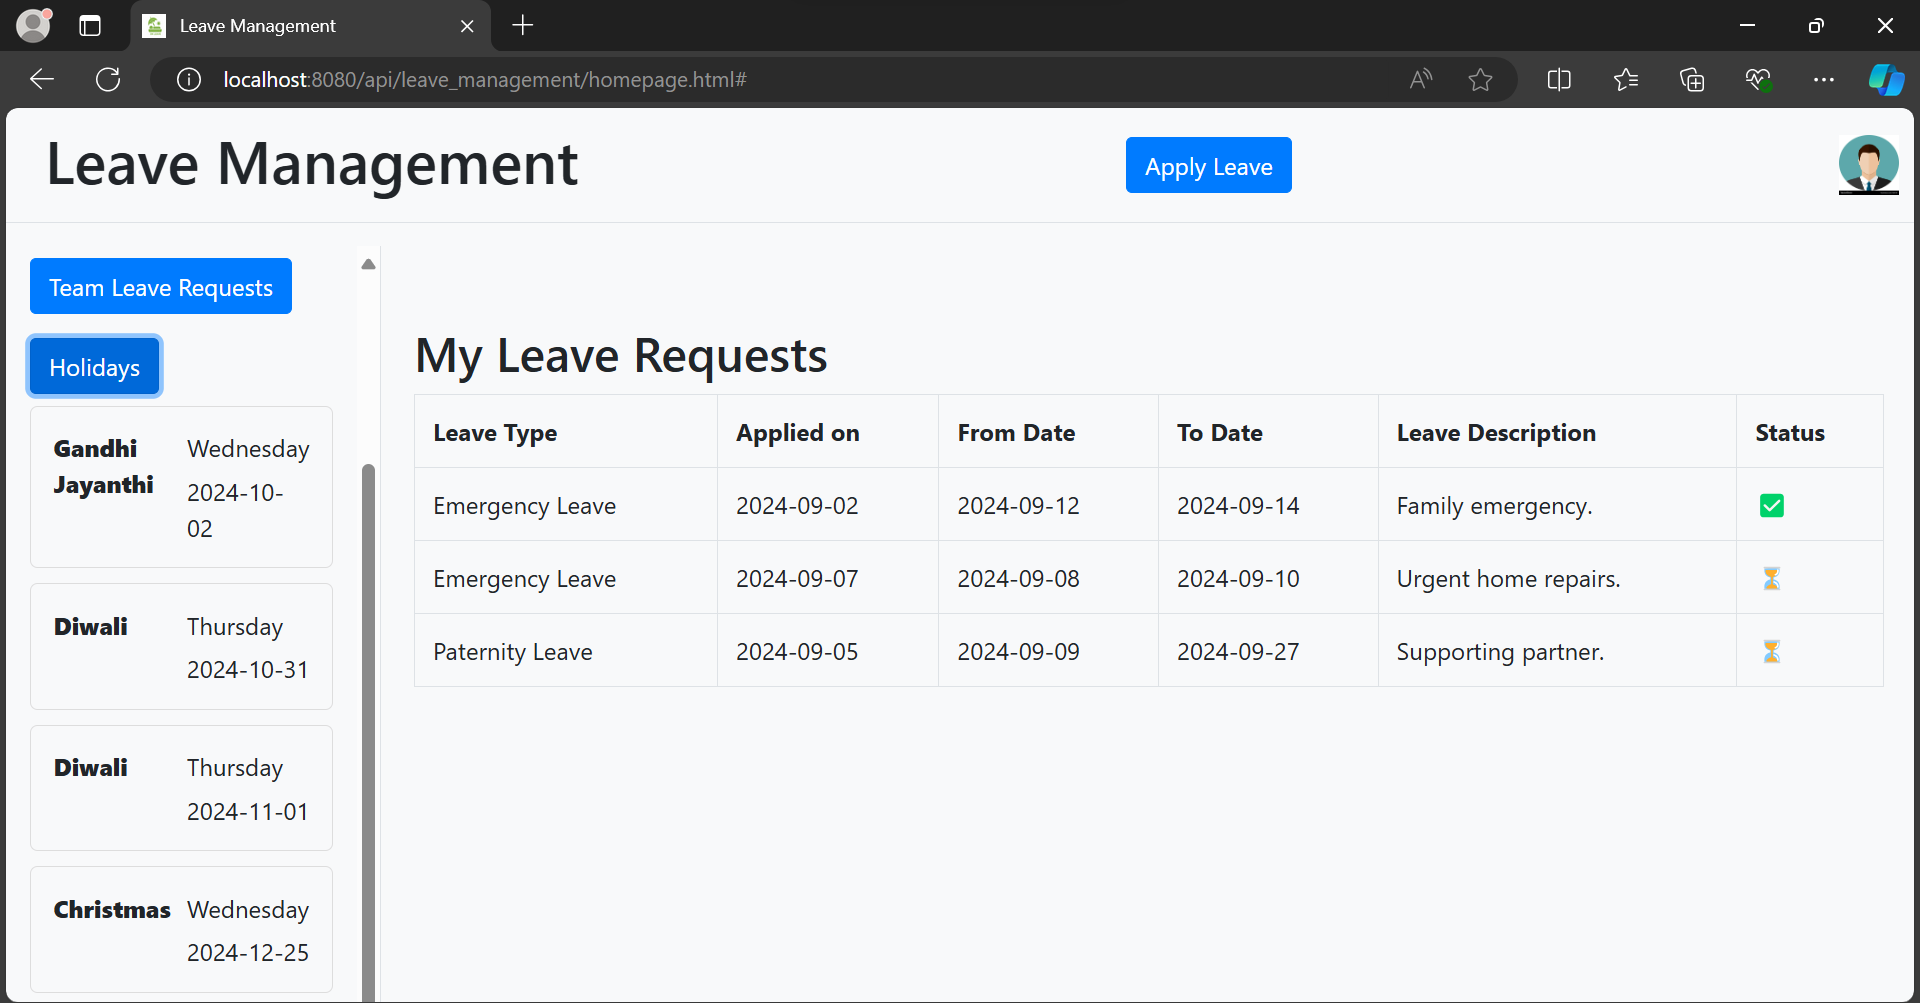 Leave Management
localhost:8080/api/leave_management/homepage.html#
Leave Management
Apply Leave
Team Leave Requests
Holidays
Gandhi Jayanthi Wednesday
2024-10-
02
Diwali Thursday
2024-10-31
Diwali Thursday
2024-11-01
Christmas Wednesday
2024-12-25
My Leave Requests
Leave Type Applied on From Date To Date Leave Description Status
Emergency Leave 2024-09-02 2024-09-12 2024-09-14 Family emergency. ✅
Emergency Leave 2024-09-07 2024-09-08 2024-09-10 Urgent home repairs. ⏳
Paternity Leave 2024-09-05 2024-09-09 2024-09-27 Supporting partner. ⏳